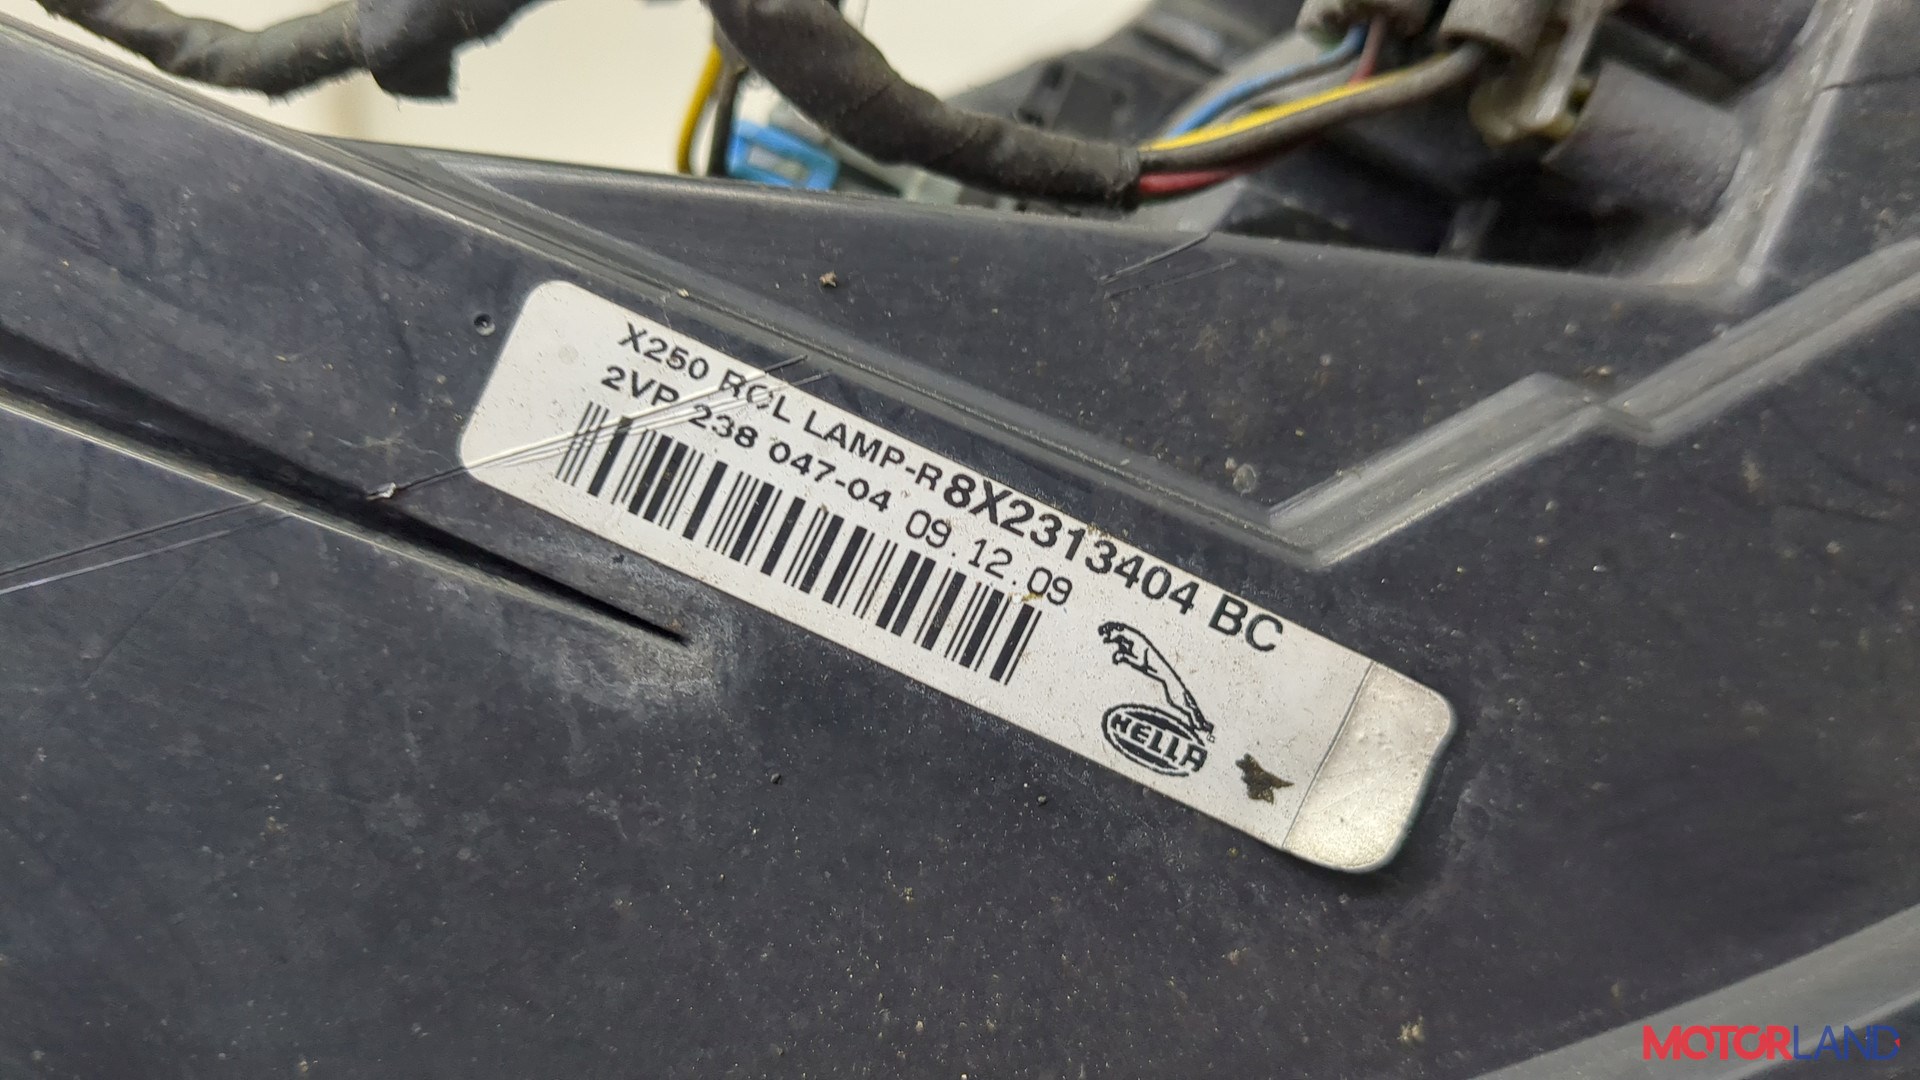 X250 RCL LAMP-R 8X2313404 BC
2VP 238 047-04 09.12.09
HELLA
MOTORLAND